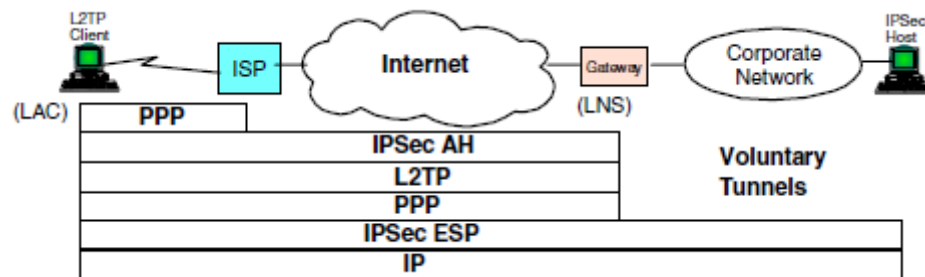 L2TP
Client
IPSec
Host
ISP
Internet
Gateway
Corporate
Network
(LAC)
(LNS)
PPP
IPSec AH
L2TP
PPP
Voluntary
Tunnels
IPSec ESP
IP